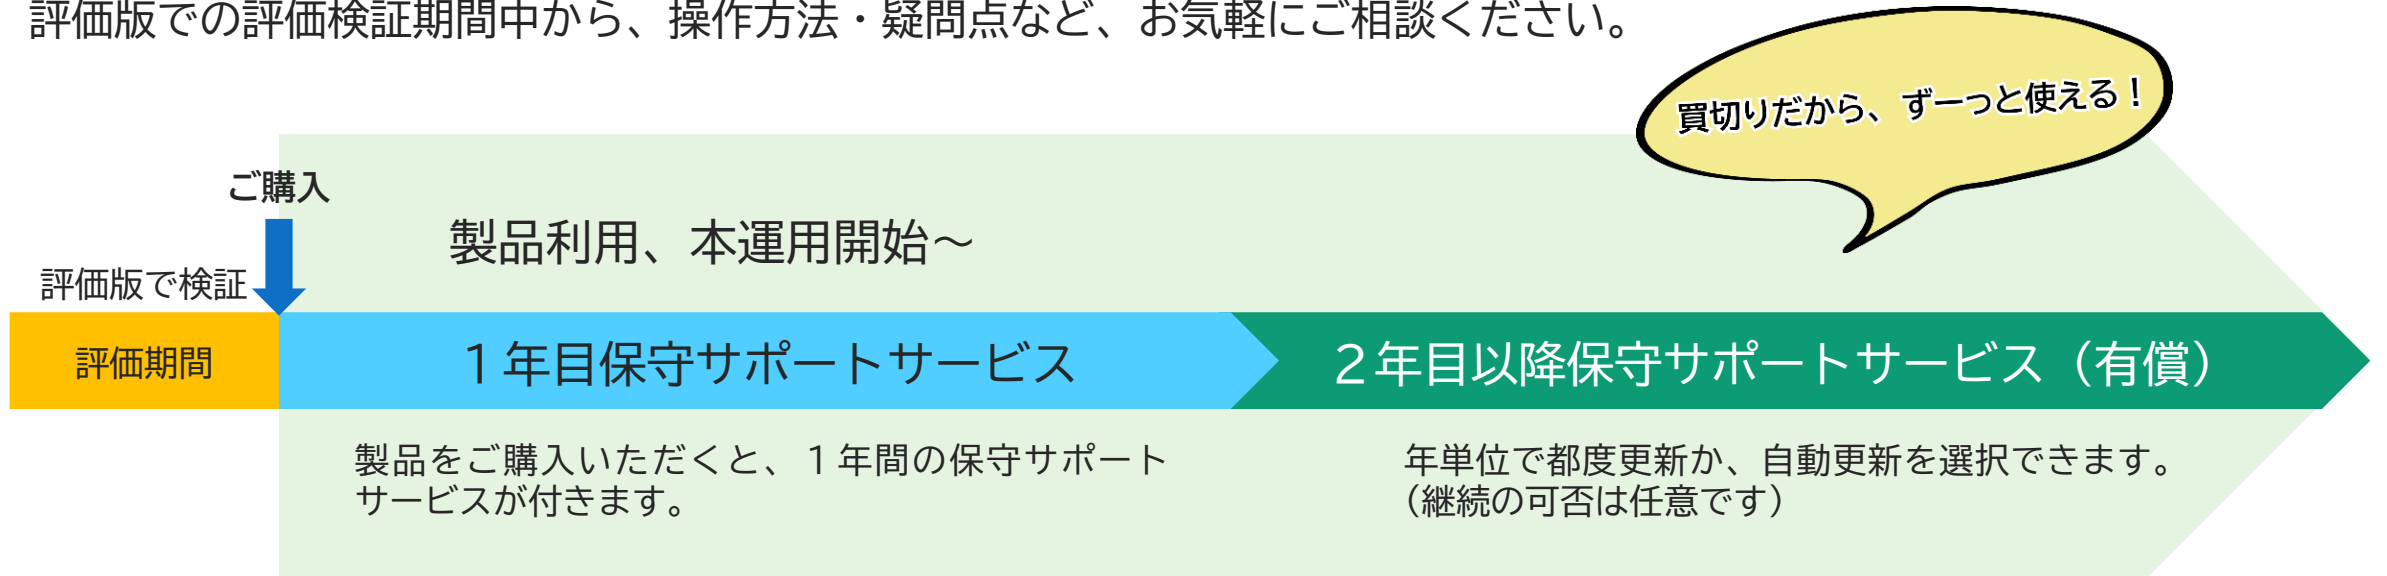 評価版での評価検証期間中から、操作方法・疑問点など、お気軽にご相談ください。
買切りだから、ずーっと使える！
ご購入
製品利用、本運用開始～
評価版で検証
評価期間
１年目保守サポートサービス
２年目以降保守サポートサービス（有償）
製品をご購入いただくと、１年間の保守サポート
サービスが付きます。
年単位で都度更新か、自動更新を選択できます。
（継続の可否は任意です）